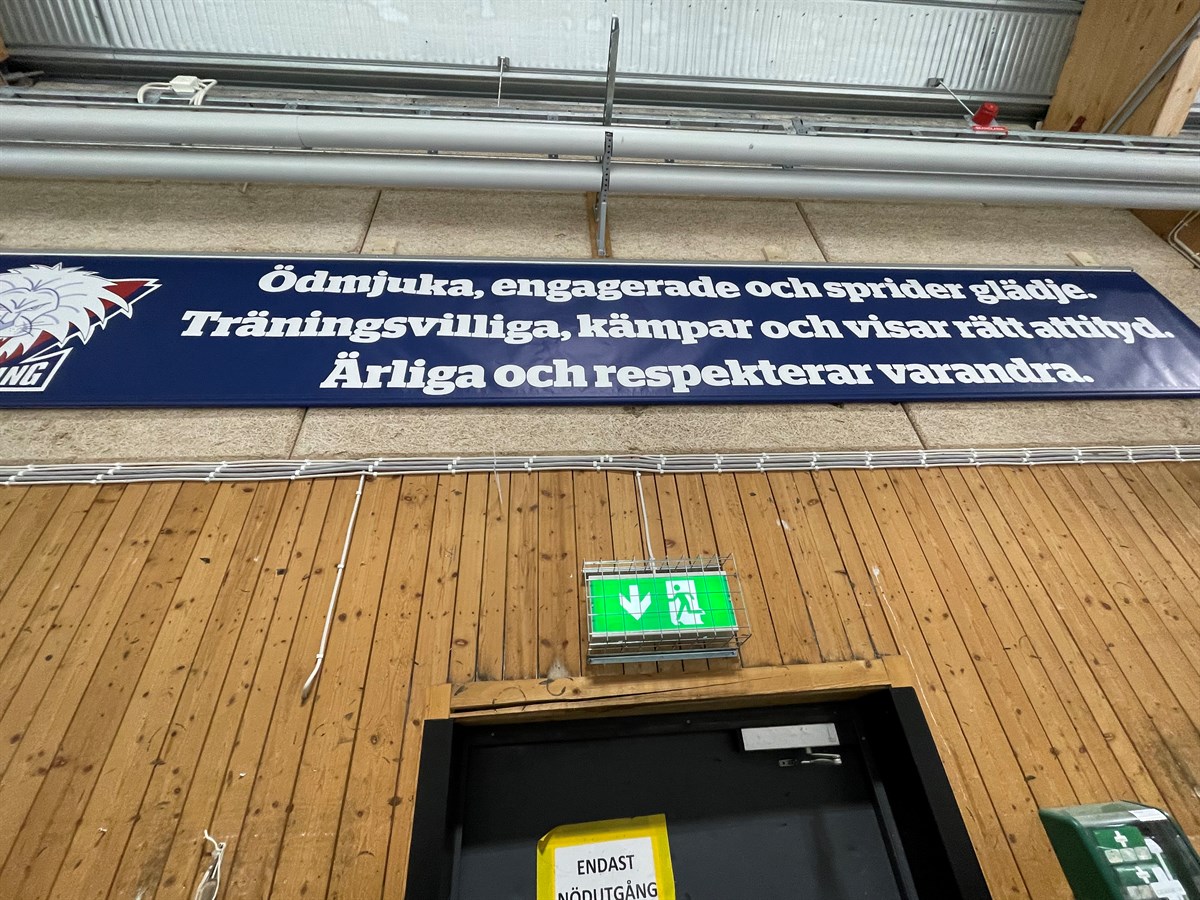 Ödmjuka, engagerade och sprider glädje.
Träningsvilliga, kämpar och visar rätt attityd.
Ärliga och respekterar varandra.
ENDAST
NÖDUTGÅNG